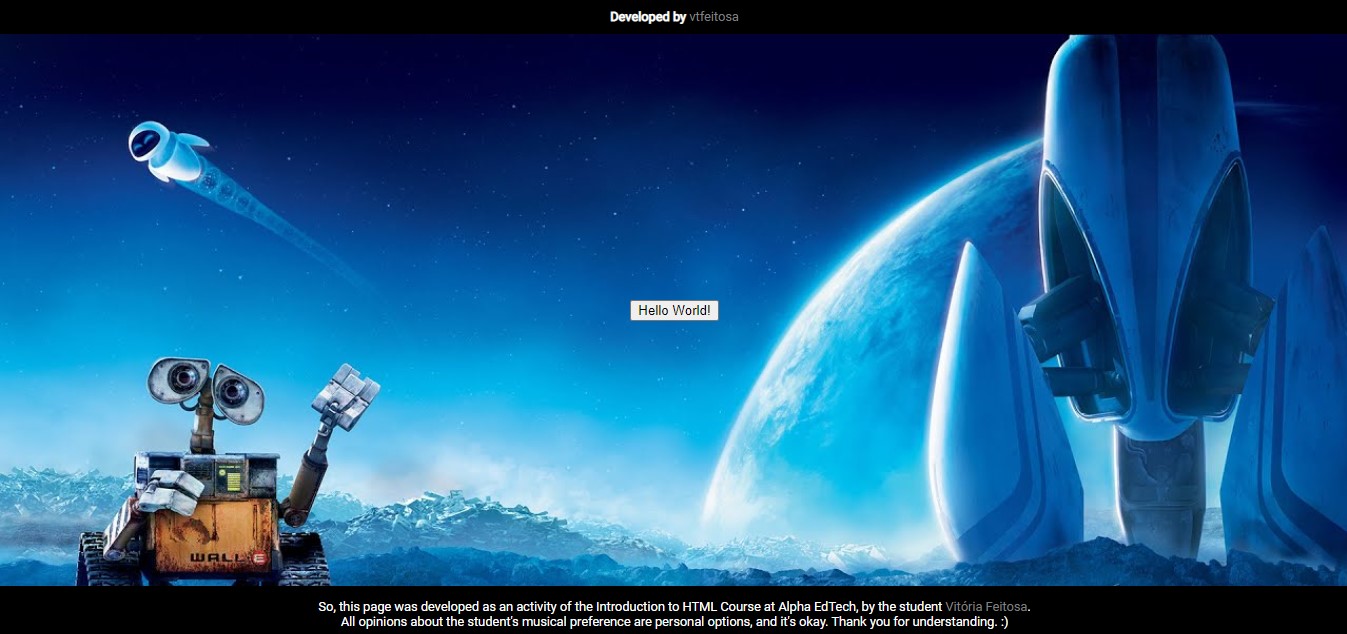 Developed by vtfeitosa
Hello World!
WALL E
So, this page was developed as an activity of the Introduction to HTML Course at Alpha EdTech, by the student Vitória Feitosa.
All opinions about the student's musical preference are personal options, and it's okay. Thank you for understanding. :)